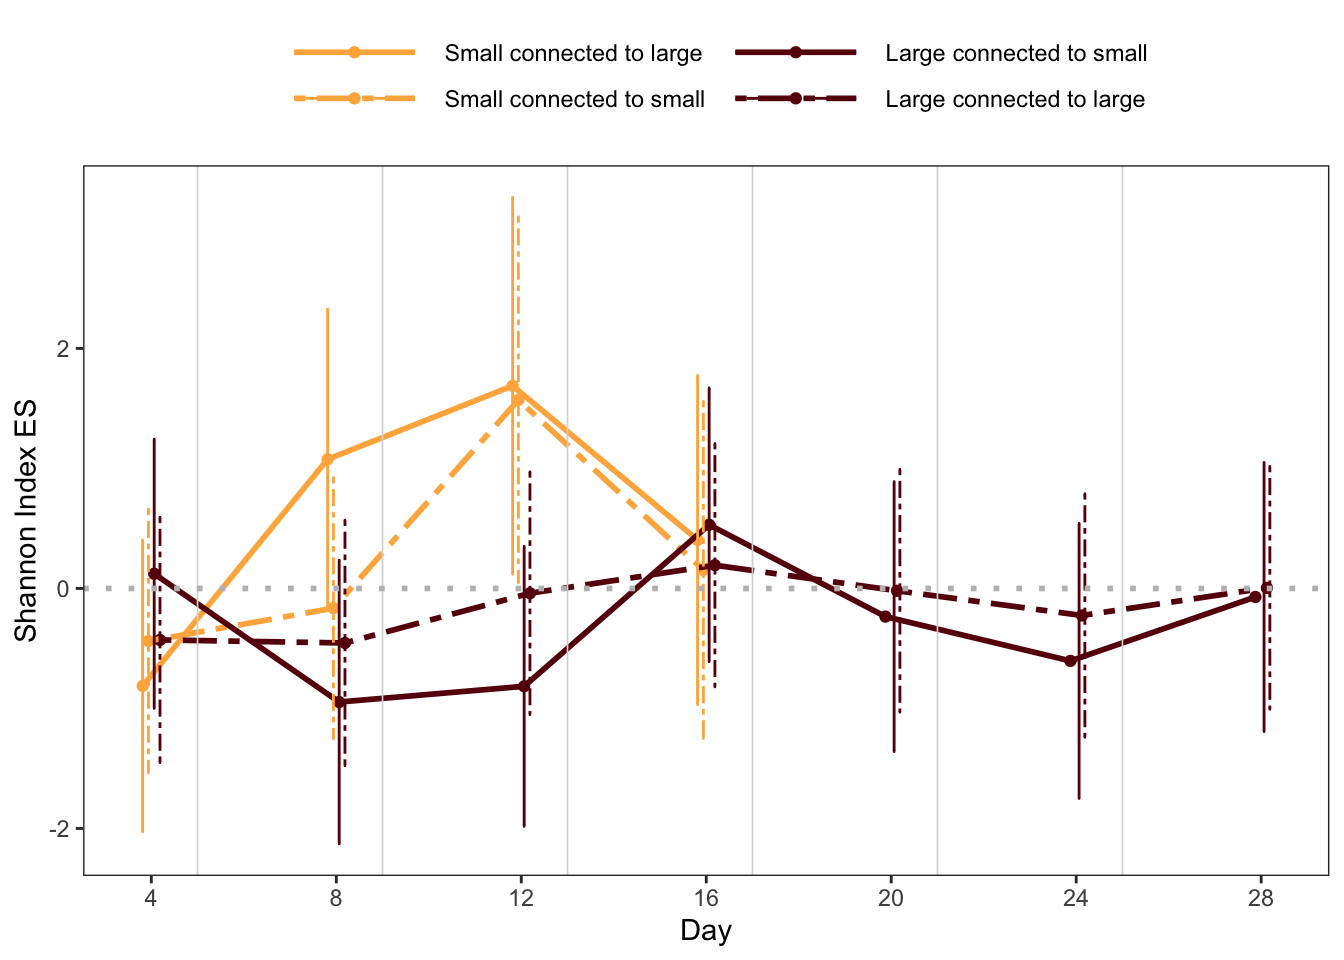 Small connected to large
Large connected to small
Small connected to small
Large connected to large
Shannon Index ES
2
0
-2
4 8 12 16 20 24 28
Day